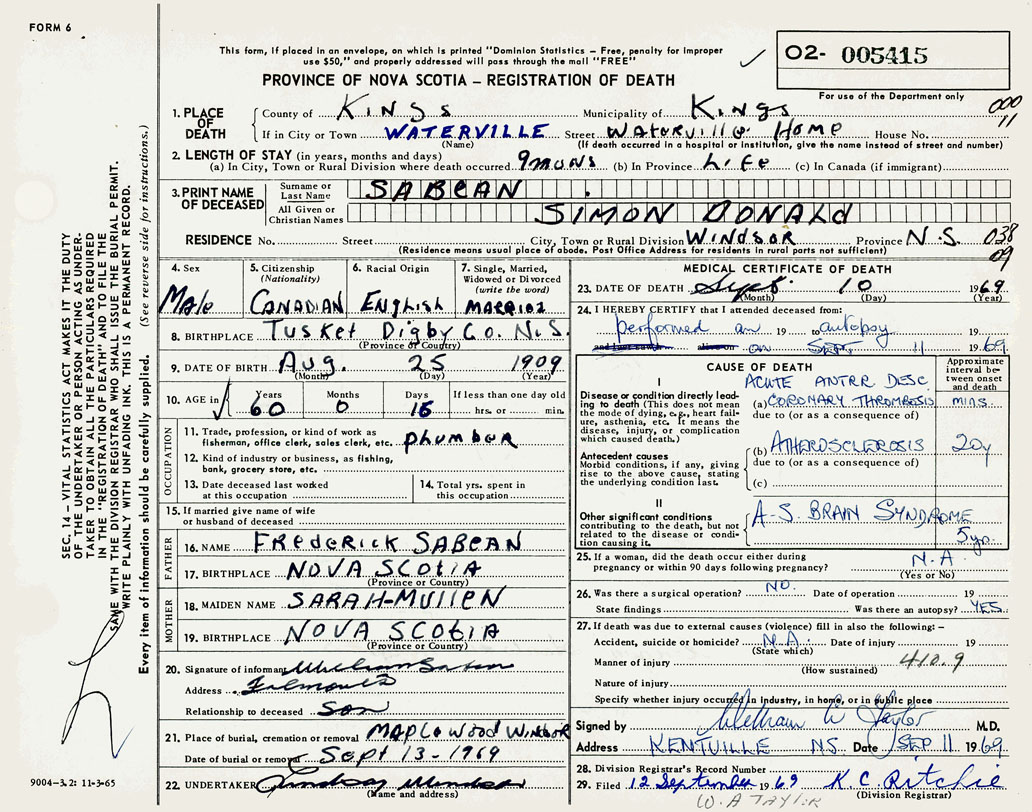 FORM 6
This form, if placed in an envelope, on which is printed "Dominion Statistics – Free, penalty for improper
use $50," and properly addressed will pass through the mail "FREE"
O2- 005415
For use of the Department only
PROVINCE OF NOVA SCOTIA – REGISTRATION OF DEATH
000
11
1. PLACE OF DEATH
County of KINGS Municipality of KINGS
If in City or Town WATERVILLE Street Waterville Home House No.
(Name) (If death occurred in a hospital or institution, give the name instead of street and number)
2. LENGTH OF STAY (in years, months and days)
(a) In City, Town or Rural Division where death occurred 9 mons (b) In Province Life (c) In Canada (if immigrant)
3. PRINT NAME OF DECEASED
Surname or Last Name SABEAN
All Given or Christian Names SIMON DONALD
RESIDENCE No. Street City, Town or Rural Division WINDSOR Province N.S.
038
09
(Residence means usual place of abode. Post Office Address for residents in rural parts not sufficient)
4. Sex
Male
5. Citizenship (Nationality)
CANADIAN
6. Racial Origin
English
7. Single, Married, Widowed or Divorced (write the word)
MARRIED
8. BIRTHPLACE Tusket Digby Co. N.S.
(Province or Country)
9. DATE OF BIRTH Aug. 25 1909
(Month) (Day) (Year)
10. AGE in Years Months Days If less than one day old
60 0 16 hrs. or min.
OCCUPATION
11. Trade, profession, or kind of work as
fisherman, office clerk, sales clerk, etc. Plumber
12. Kind of industry or business, as fishing,
bank, grocery store, etc.
13. Date deceased last worked
at this occupation
14. Total yrs. spent in
this occupation
15. If married give name of wife
or husband of deceased
FATHER
16. NAME FREDERICK SABEAN
17. BIRTHPLACE NOVA SCOTIA
(Province or Country)
MOTHER
18. MAIDEN NAME SARAH-MULLEN
19. BIRTHPLACE NOVA SCOTIA
(Province or Country)
20. Signature of informant
Address Falmouth
Relationship to deceased Son
21. Place of burial, cremation or removal Maplewood Windsor
Date of burial or removal Sept 13-1969
22. UNDERTAKER Lindsay Windsor
(Name and address)
MEDICAL CERTIFICATE OF DEATH
23. DATE OF DEATH Sept. 10 1969
(Month) (Day) (Year)
24. I HEREBY CERTIFY that I attended deceased from:
performed an 19 to autopsy
and last saw alive on on SEPT 11 1969
CAUSE OF DEATH
Approximate interval between onset and death
I
Disease or condition directly leading to death (This does not mean the mode of dying, e.g., heart failure, asthenia, etc. It means the disease, injury, or complication which caused death.)
ACUTE ANTRR DESC.
(a) CORONARY THROMBOSIS mins.
due to (or as a consequence of)
Antecedent causes
Morbid conditions, if any, giving rise to the above cause, stating the underlying condition last.
(b) ATHEROSCLEROSIS 20y
due to (or as a consequence of)
(c)
II
Other significant conditions contributing to the death, but not related to the disease or condition causing it.
A-S. BRAIN SYNDROME
5yr.
25. If a woman, did the death occur either during
pregnancy or within 90 days following pregnancy? N.A.
(Yes or No)
26. Was there a surgical operation? NO. Date of operation 19
State findings Was there an autopsy? YES.
27. If death was due to external causes (violence) fill in also the following:–
Accident, suicide or homicide? N.A. Date of injury 19
(State which)
Manner of injury 410.9
(How sustained)
Nature of injury
Specify whether injury occurred in industry, in home, or in public place
Signed by William A Taylor M.D.
Address KENTVILLE NS. Date SEP 11 1969.
28. Division Registrar's Record Number
29. Filed 12 September 1969 K. C. Ritchie
(Division Registrar)
W. A TAYLOR
SEC. 14 – VITAL STATISTICS ACT MAKES IT THE DUTY
OF THE UNDERTAKER OR PERSON ACTING AS UNDER-
TAKER TO OBTAIN ALL THE PARTICULARS REQUIRED
IN THE "REGISTRATION OF DEATH" AND TO FILE THE
SAME WITH THE DIVISION REGISTRAR WHO SHALL ISSUE THE BURIAL PERMIT.
WRITE PLAINLY WITH UNFADING INK. THIS IS A PERMANENT RECORD.
Every item of information should be carefully supplied. (See reverse side for instructions.)
9004-3.2: 11-3-65